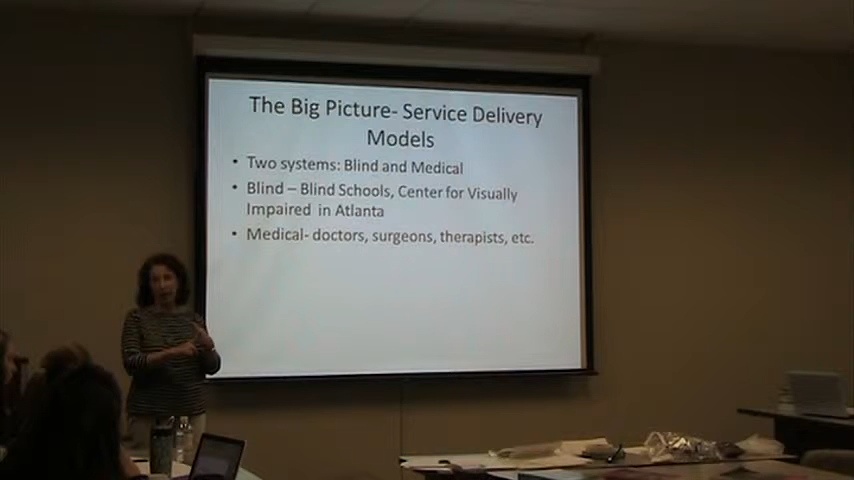 The Big Picture- Service Delivery
Models
• Two systems: Blind and Medical
• Blind – Blind Schools, Center for Visually
Impaired in Atlanta
• Medical- doctors, surgeons, therapists, etc.